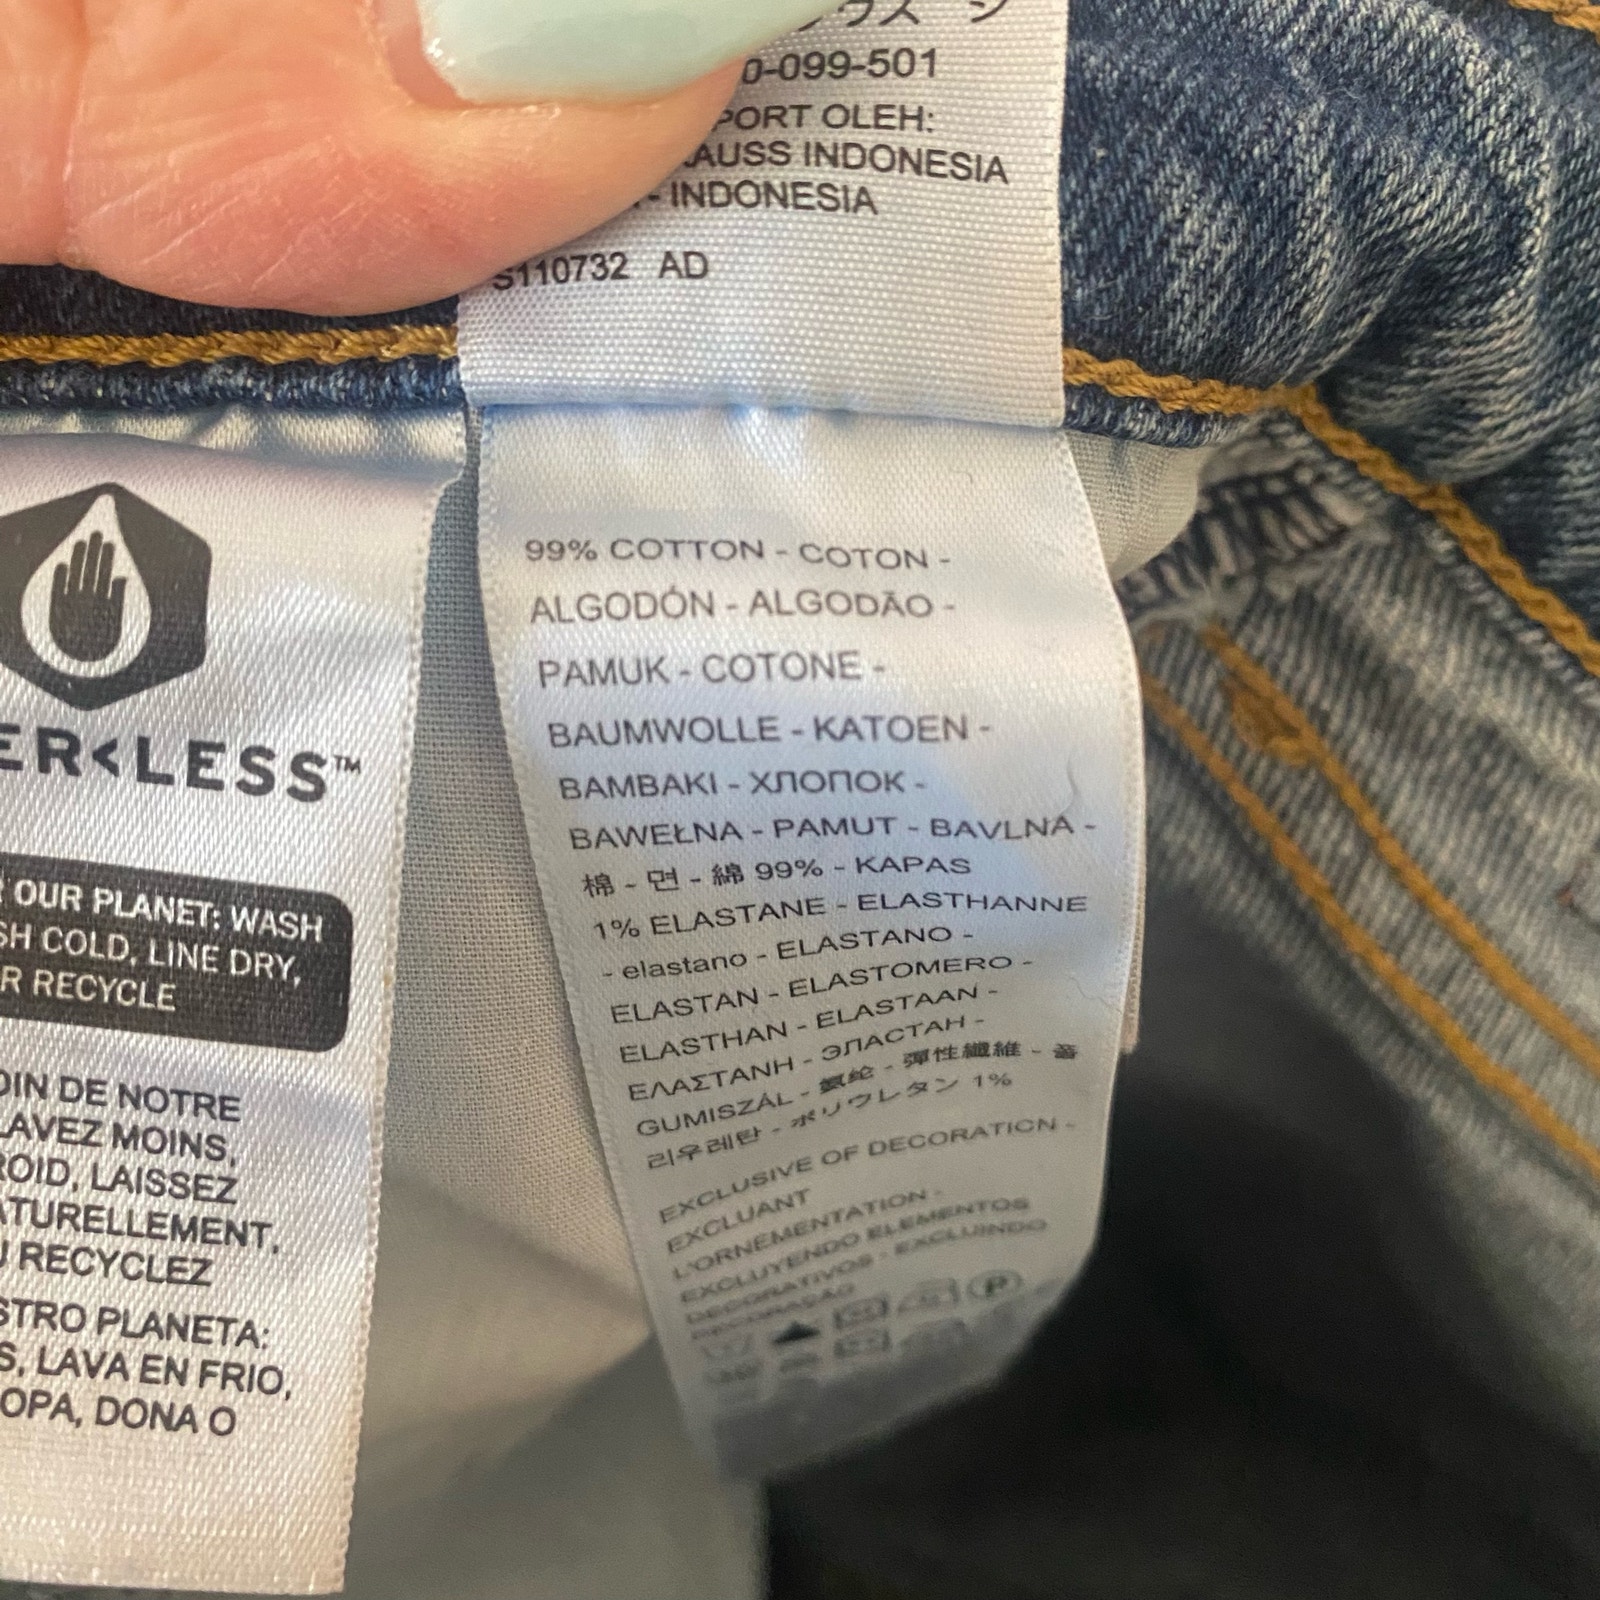 0-099-501
PORT OLEH:
AUSS INDONESIA
- INDONESIA
S110732 AD
ER<LESS™
OUR PLANET: WASH
SH COLD, LINE DRY,
R RECYCLE
OIN DE NOTRE
LAVEZ MOINS,
ROID, LAISSEZ
ATURELLEMENT,
U RECYCLEZ
STRO PLANETA:
S, LAVA EN FRIO,
OPA, DONA O
99% COTTON - COTON -
ALGODÓN - ALGODÃO -
PAMUK - COTONE -
BAUMWOLLE - KATOEN -
BAMBAKI - ХЛОПОК -
BAWEŁNA - PAMUT - BAVLNA -
棉 - 면 - 綿 99% - KAPAS
1% ELASTANE - ELASTHANNE
- elastano - ELASTANO -
ELASTAN - ELASTOMERO -
ELASTHAN - ELASTAAN -
ΕΛΑΣΤΑΝΗ - ЭЛАСТАН -
GUMISZÁL - 氨纶 - 彈性纖維 - 폴
리우레탄 - ポリウレタン 1%
EXCLUSIVE OF DECORATION -
EXCLUANT
L'ORNEMENTATION -
EXCLUYENDO ELEMENTOS
DECORATIVOS - EXCLUINDO
DECORAÇÃO